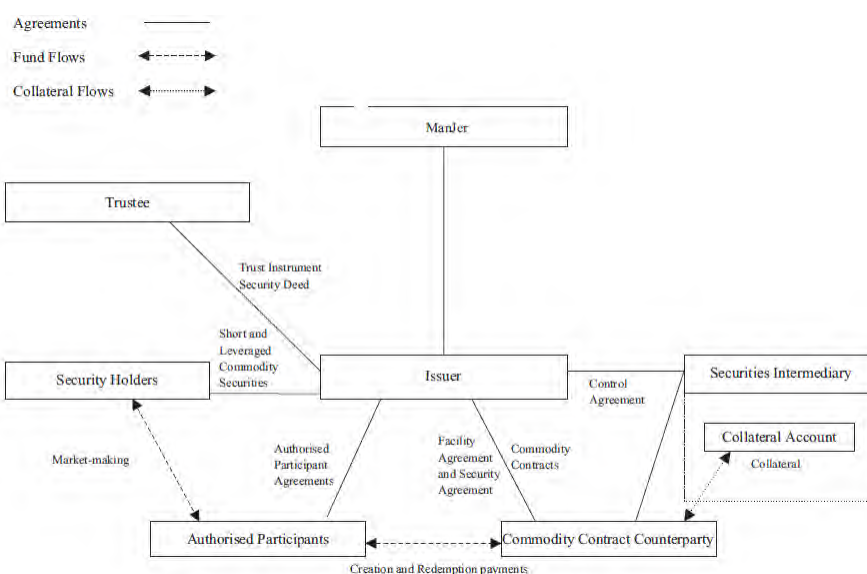 Agreements
Fund Flows
Collateral Flows
ManJer
Trustee
Trust Instrument
Security Deed
Short and
Leveraged
Commodity
Securities
Security Holders
Issuer
Securities Intermediary
Control
Agreement
Collateral Account
Collateral
Market-making
Authorised
Participant
Agreements
Facility
Agreement
and Security
Agreement
Commodity
Contracts
Authorised Participants
Commodity Contract Counterparty
Creation and Redemption payments